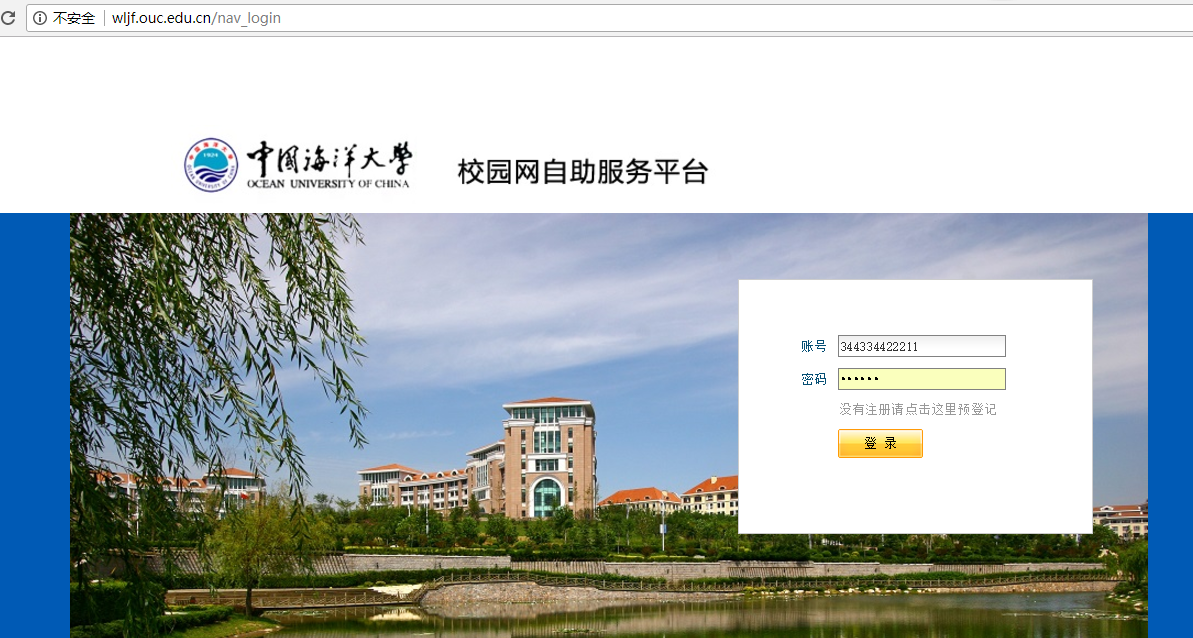 不安全 wljf.ouc.edu.cn/nav_login
中国海洋大学
OCEAN UNIVERSITY OF CHINA
校园网自助服务平台
账号 344334422211
密码 ••••••
没有注册请点击这里预登记
登 录